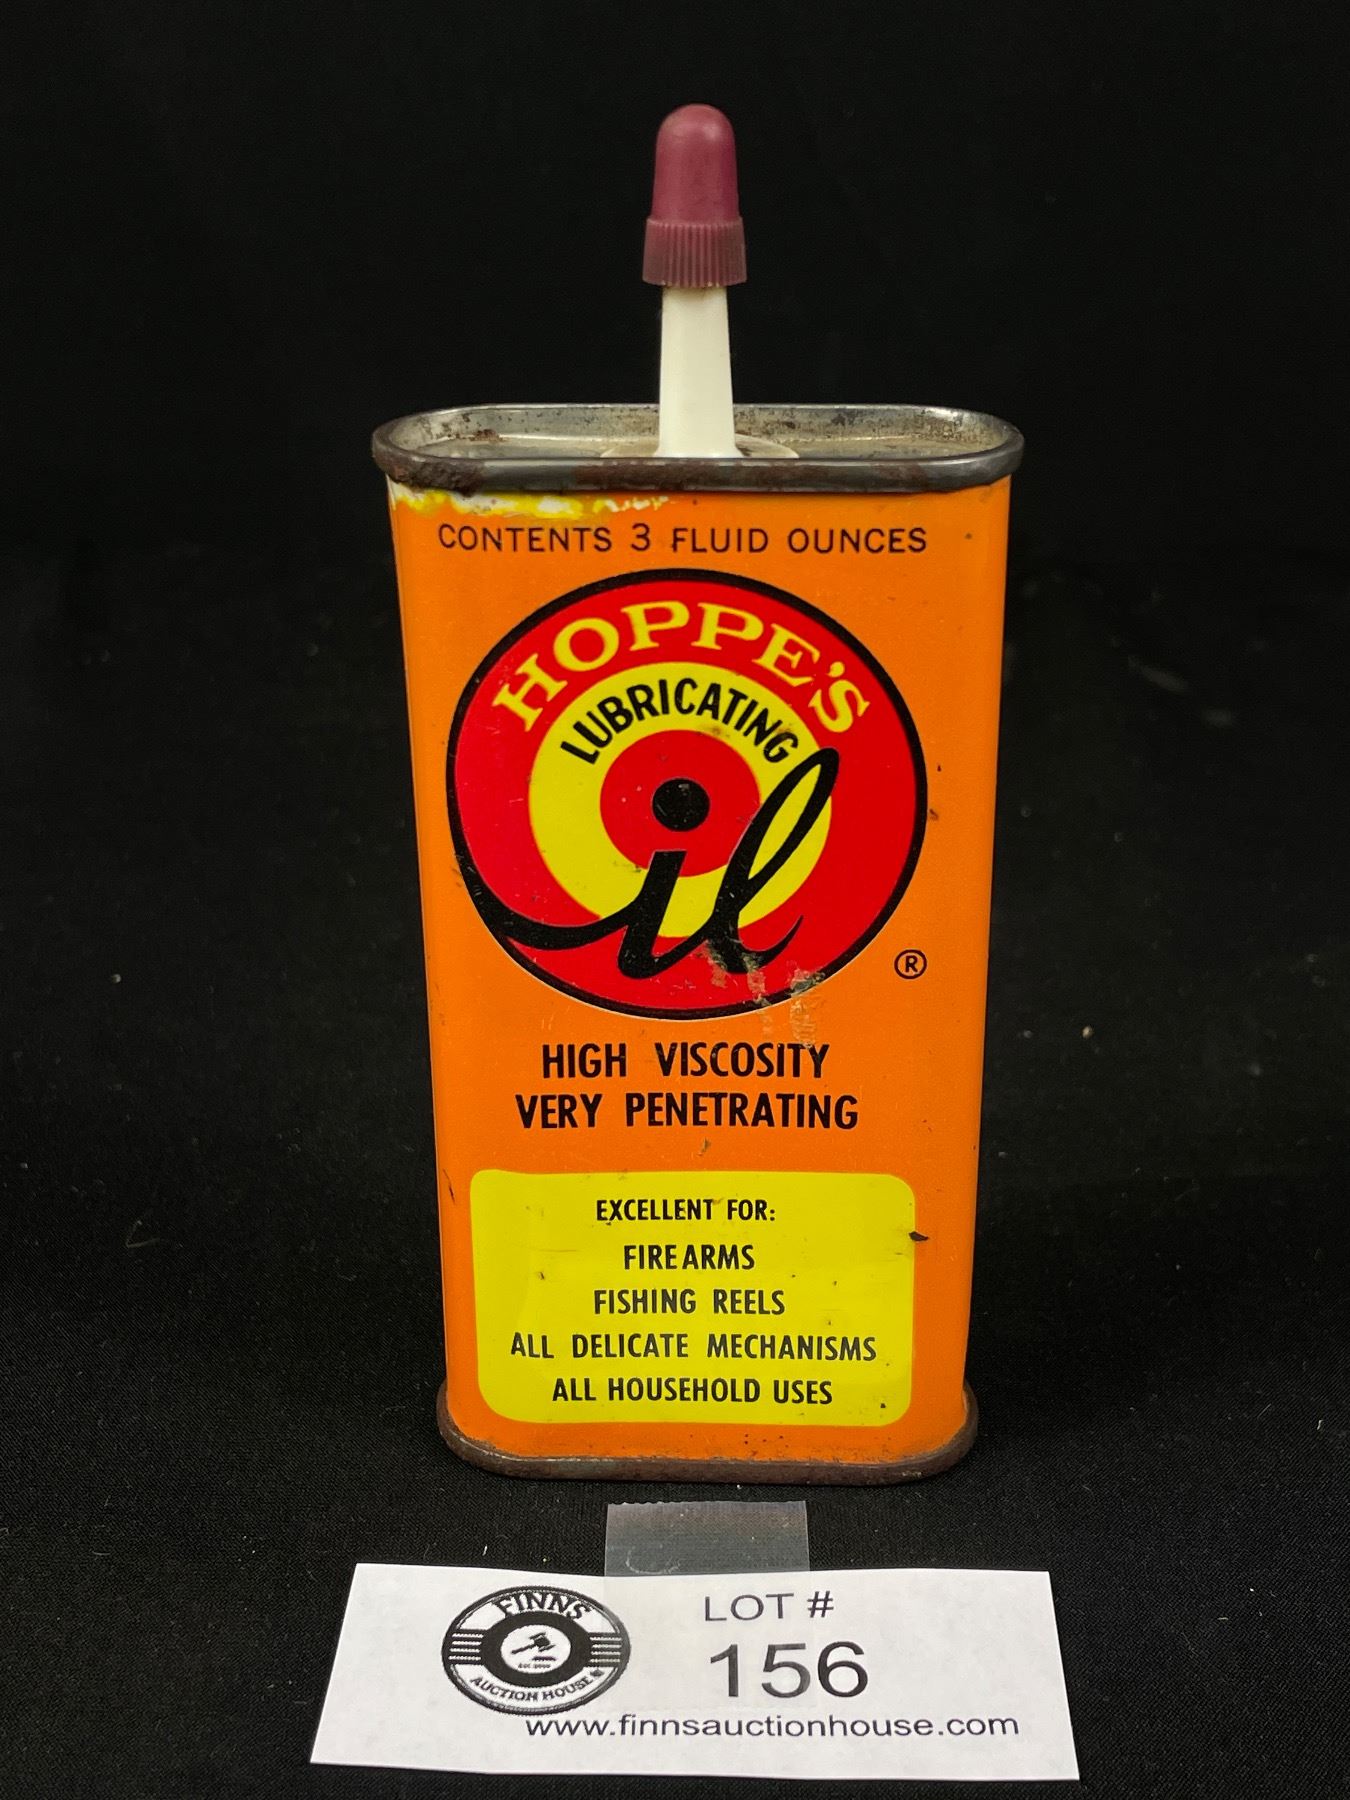 CONTENTS 3 FLUID OUNCES
HOPPE'S
LUBRICATING
Oil
®
HIGH VISCOSITY
VERY PENETRATING
EXCELLENT FOR:
FIREARMS
FISHING REELS
ALL DELICATE MECHANISMS
ALL HOUSEHOLD USES
FINNS
AUCTION HOUSE
LOT #
156
www.finnsauctionhouse.com